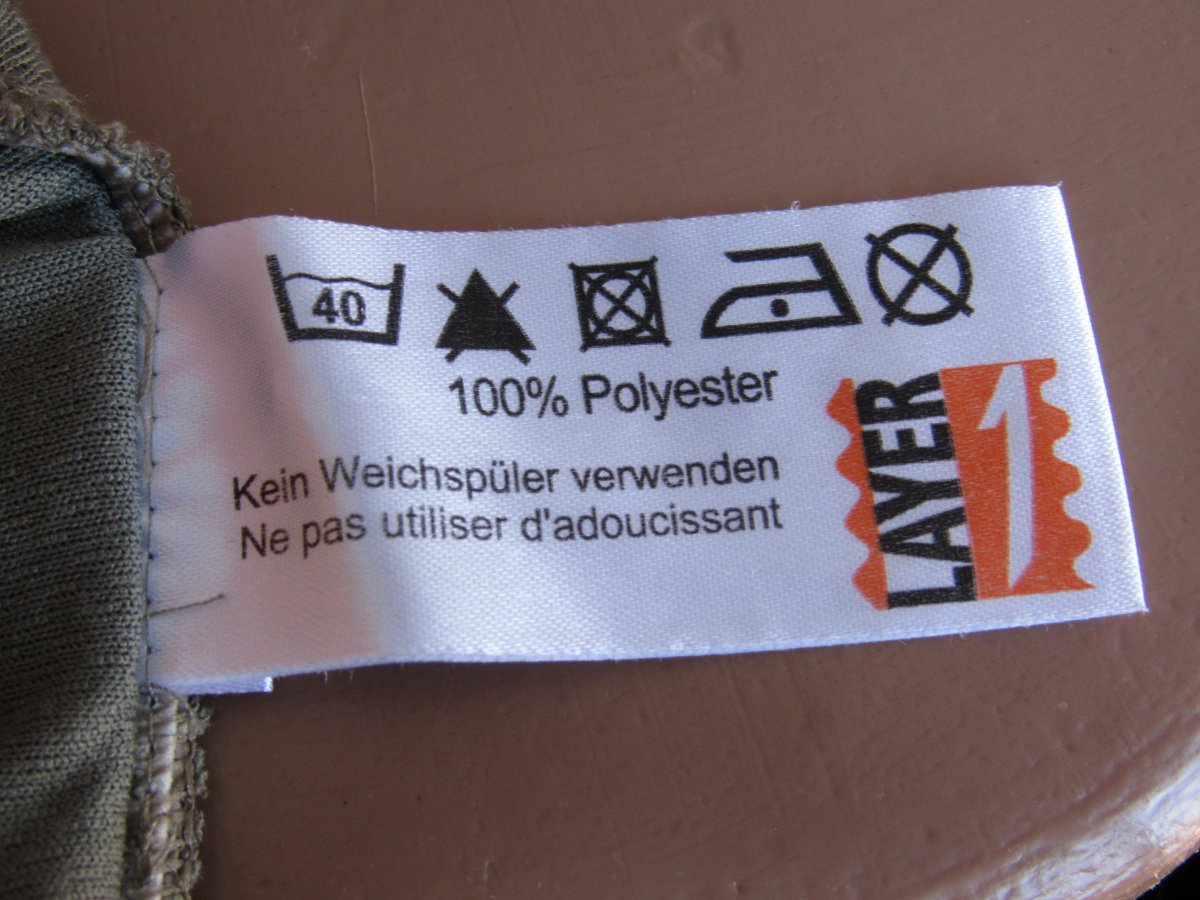 40
100% Polyester
Kein Weichspüler verwenden
Ne pas utiliser d'adoucissant
LAYER 1